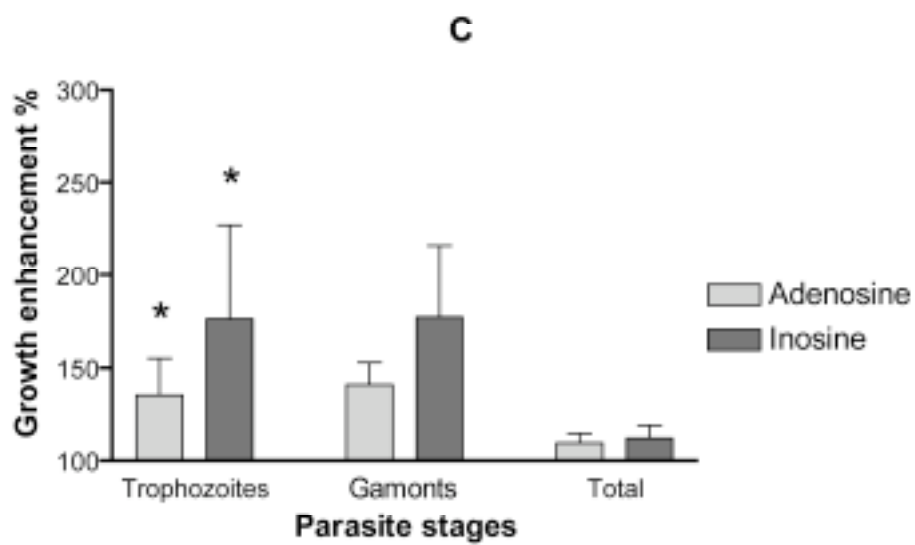 C
Growth enhancement %
300
250
200
150
100
*
*
Trophozoites
Gamonts
Total
Parasite stages
Adenosine
Inosine